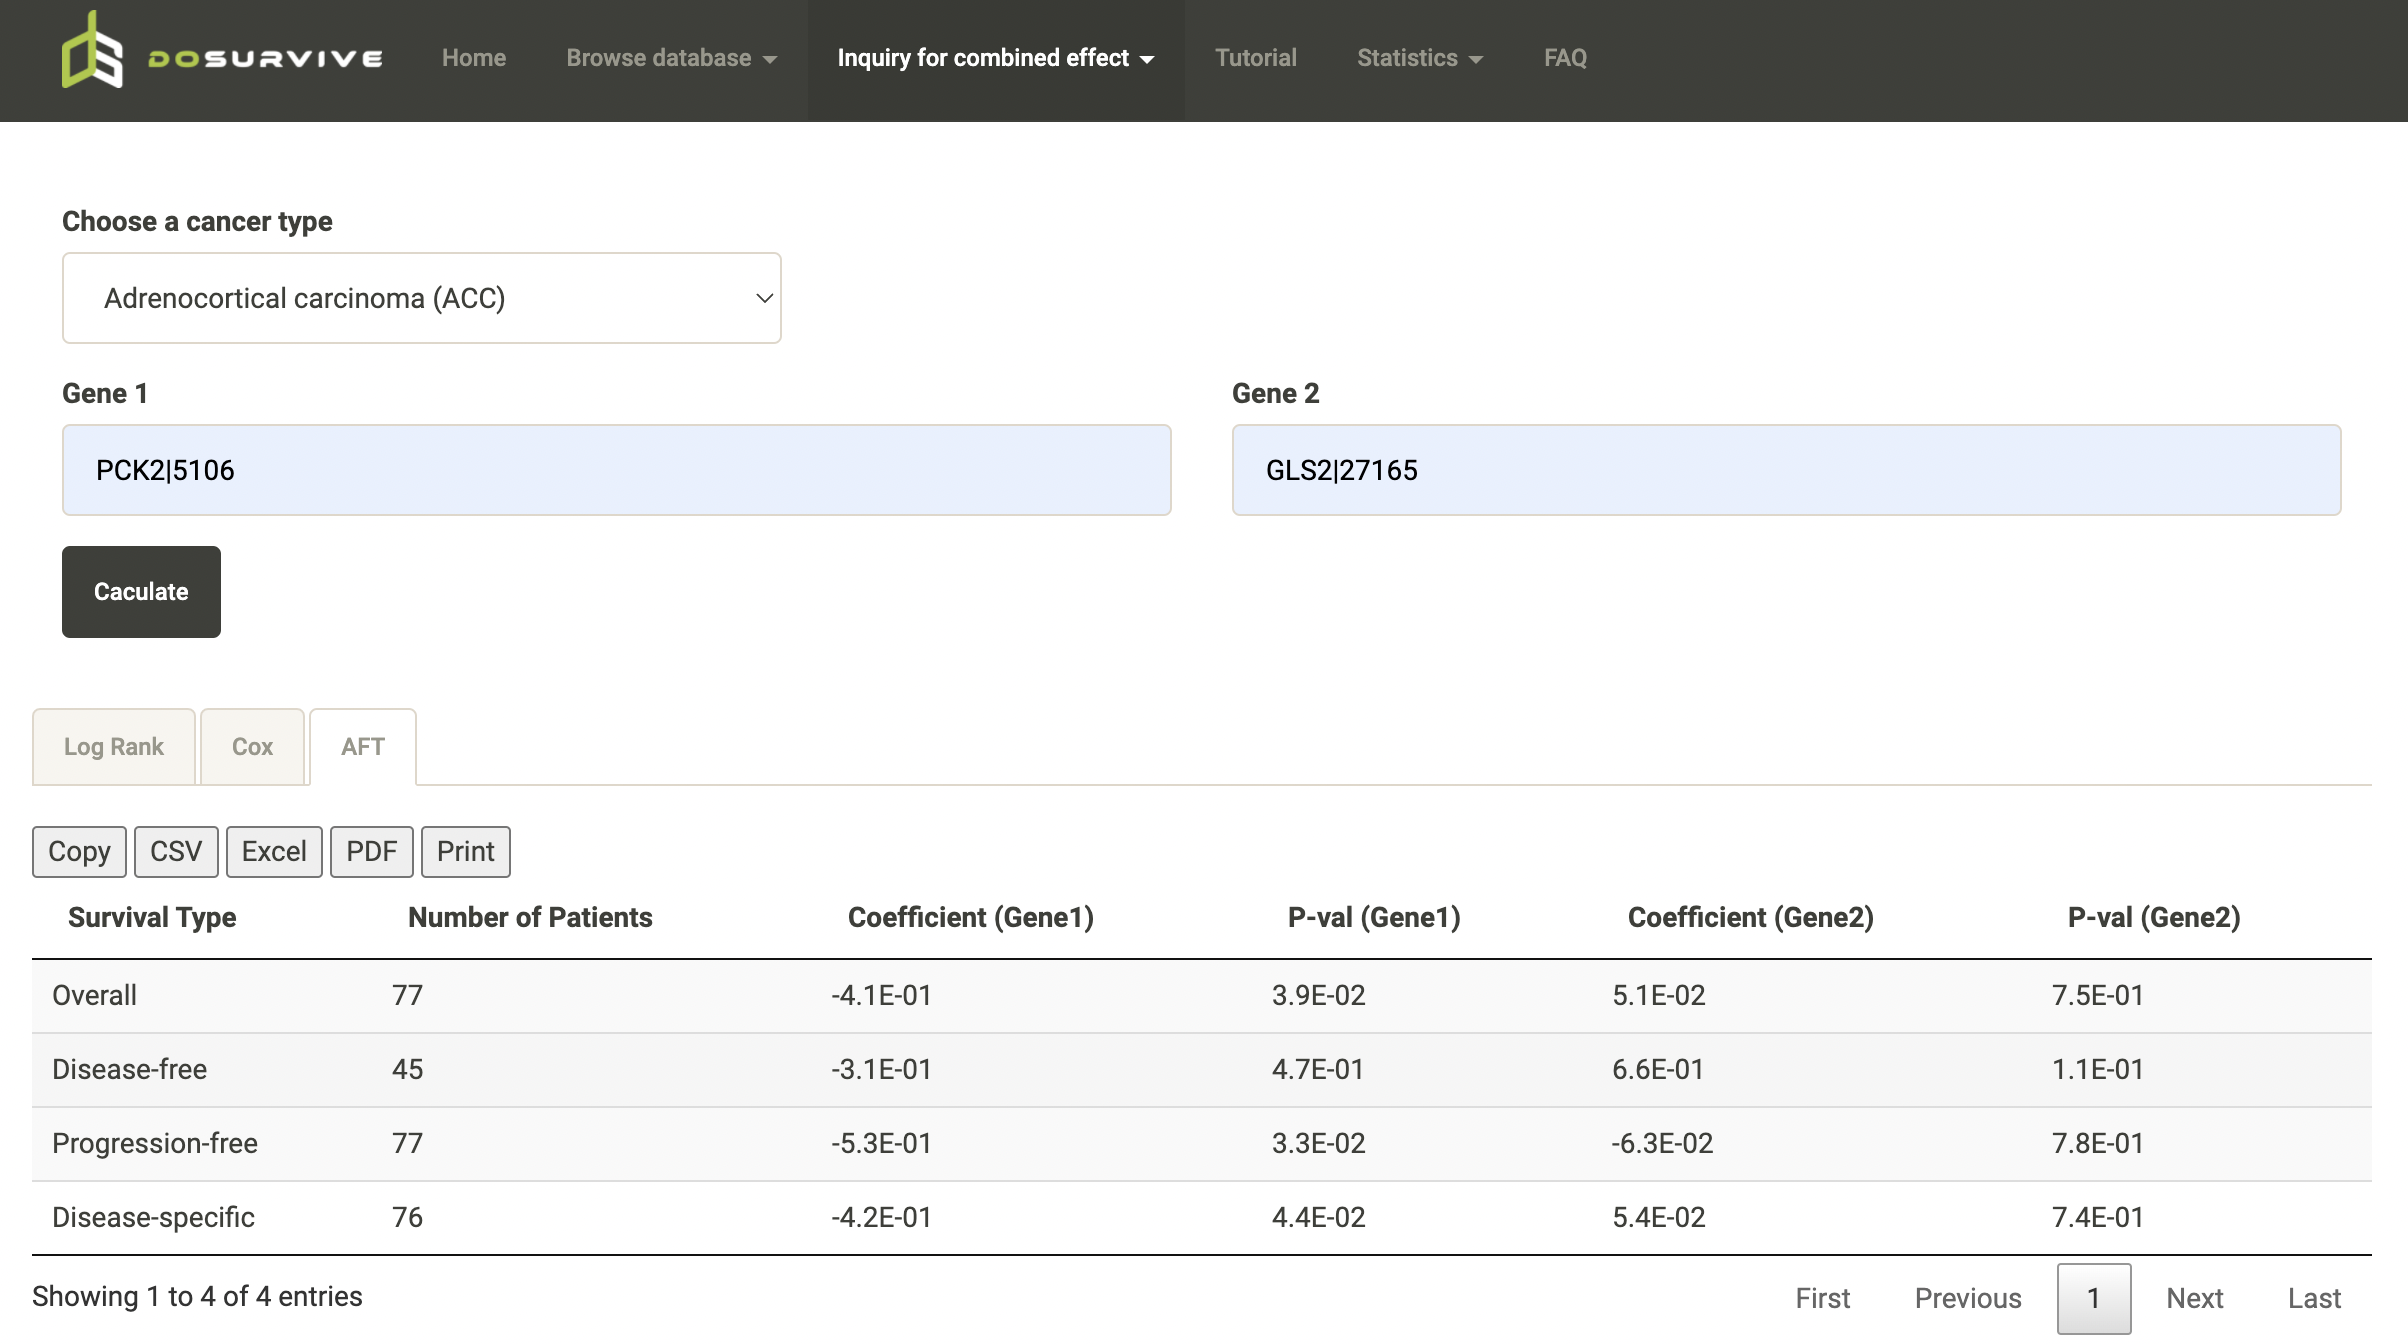 DOSURVIVE Home Browse database Inquiry for combined effect Tutorial Statistics FAQ
Choose a cancer type
Adrenocortical carcinoma (ACC)
Gene 1 Gene 2
PCK2|5106 GLS2|27165
Caculate
Log Rank Cox AFT
Copy CSV Excel PDF Print
Survival Type Number of Patients Coefficient (Gene1) P-val (Gene1) Coefficient (Gene2) P-val (Gene2)
Overall 77 -4.1E-01 3.9E-02 5.1E-02 7.5E-01
Disease-free 45 -3.1E-01 4.7E-01 6.6E-01 1.1E-01
Progression-free 77 -5.3E-01 3.3E-02 -6.3E-02 7.8E-01
Disease-specific 76 -4.2E-01 4.4E-02 5.4E-02 7.4E-01
Showing 1 to 4 of 4 entries First Previous 1 Next Last